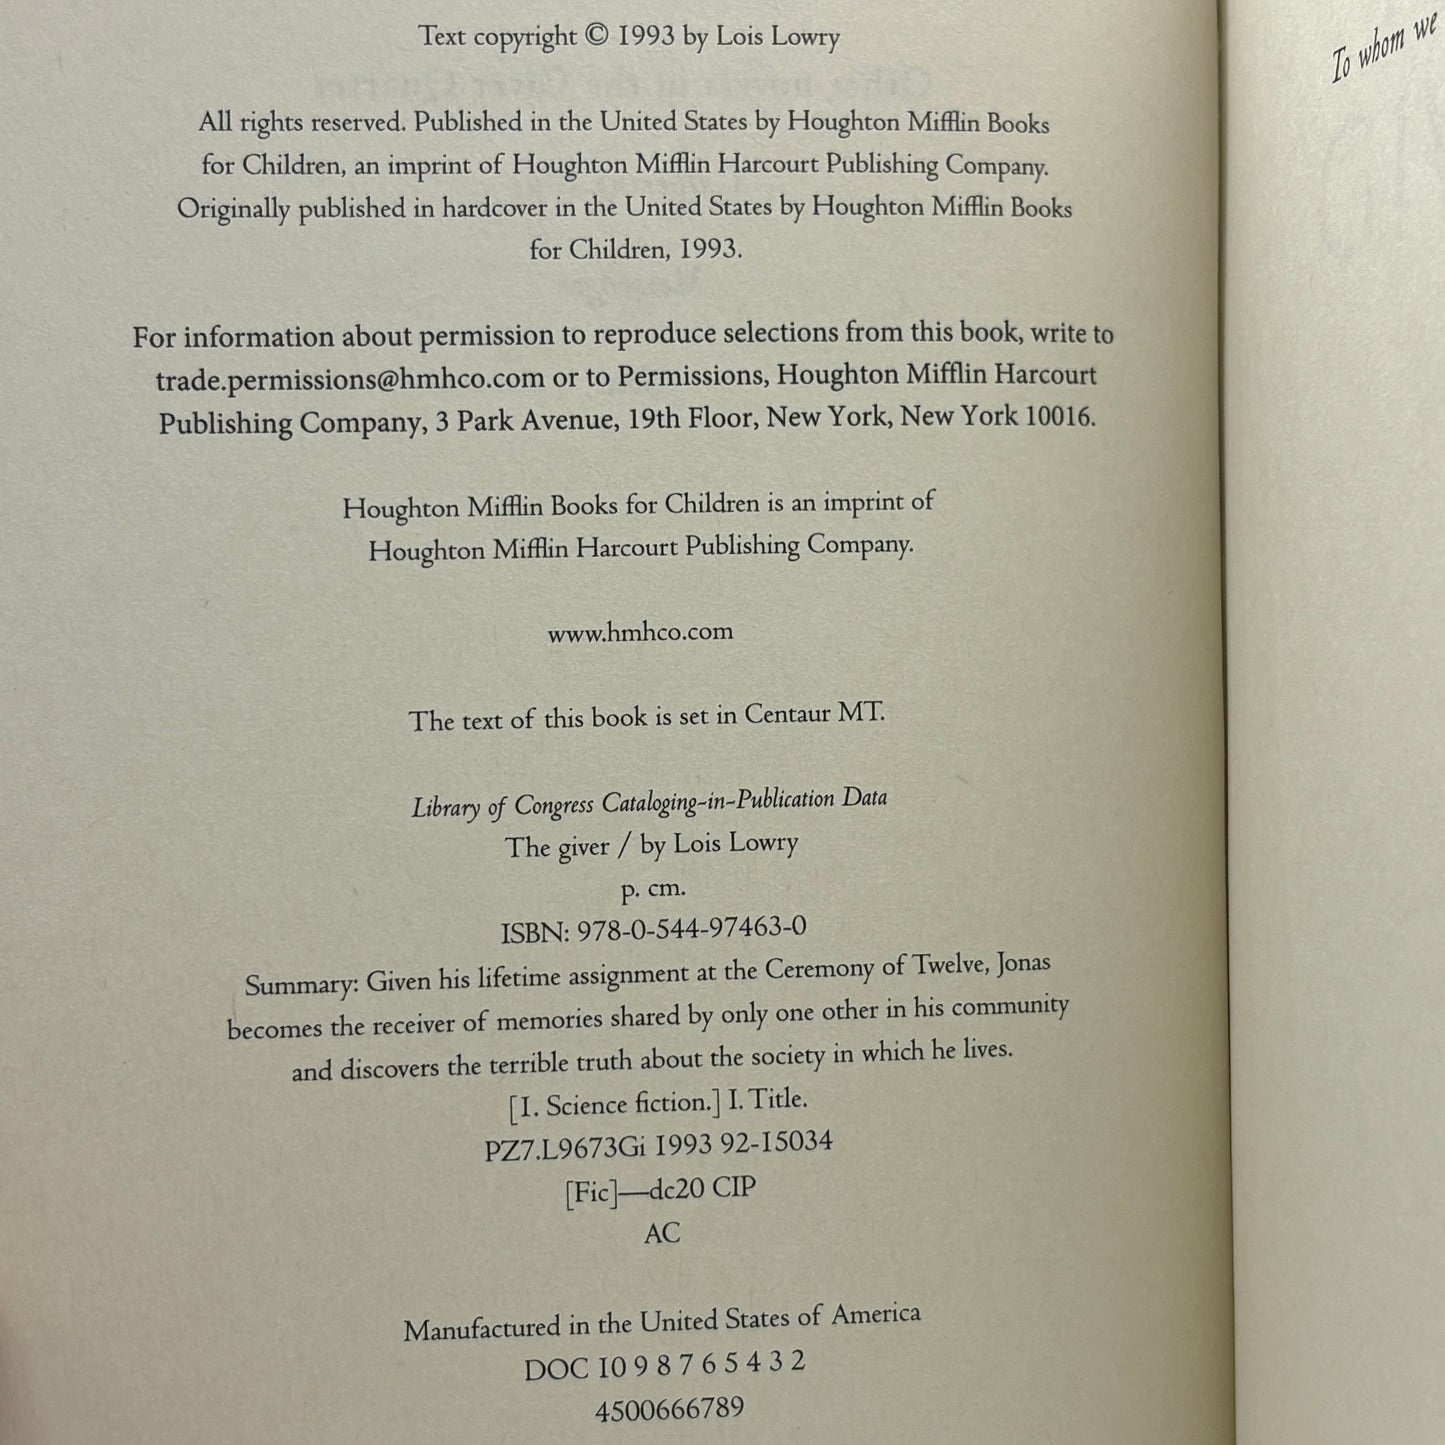 Text copyright © 1993 by Lois Lowry
All rights reserved. Published in the United States by Houghton Mifflin Books
for Children, an imprint of Houghton Mifflin Harcourt Publishing Company.
Originally published in hardcover in the United States by Houghton Mifflin Books
for Children, 1993.
For information about permission to reproduce selections from this book, write to
trade.permissions@hmhco.com or to Permissions, Houghton Mifflin Harcourt
Publishing Company, 3 Park Avenue, 19th Floor, New York, New York 10016.
Houghton Mifflin Books for Children is an imprint of
Houghton Mifflin Harcourt Publishing Company.
www.hmhco.com
The text of this book is set in Centaur MT.
Library of Congress Cataloging-in-Publication Data
The giver / by Lois Lowry
p. cm.
ISBN: 978-0-544-97463-0
Summary: Given his lifetime assignment at the Ceremony of Twelve, Jonas
becomes the receiver of memories shared by only one other in his community
and discovers the terrible truth about the society in which he lives.
[1. Science fiction.] I. Title.
PZ7.L9673Gi 1993 92-15034
[Fic]—dc20 CIP
AC
Manufactured in the United States of America
DOC 10 9 8 7 6 5 4 3 2
4500666789
To whom we